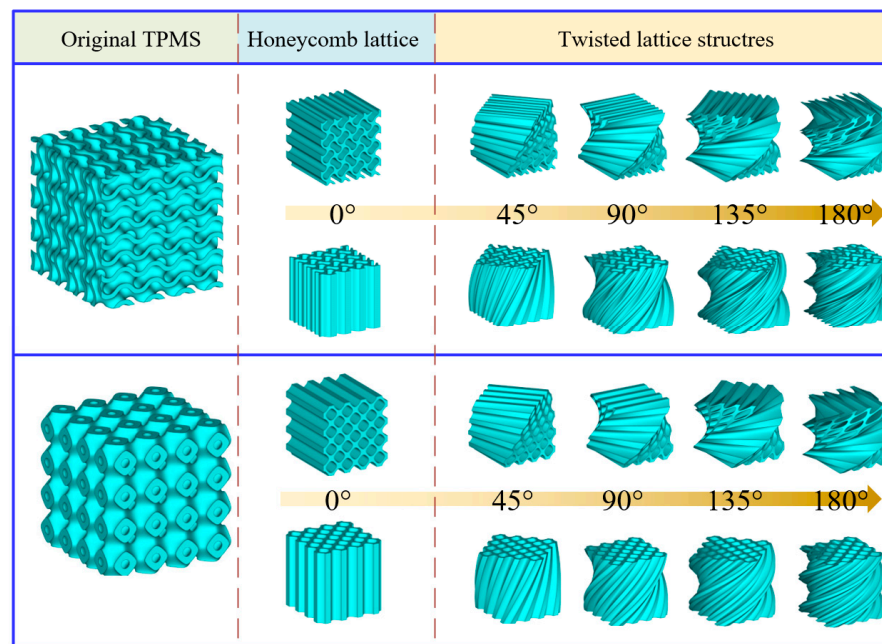 Original TPMS
Honeycomb lattice
Twisted lattice structres
0° 45° 90° 135° 180°
0° 45° 90° 135° 180°